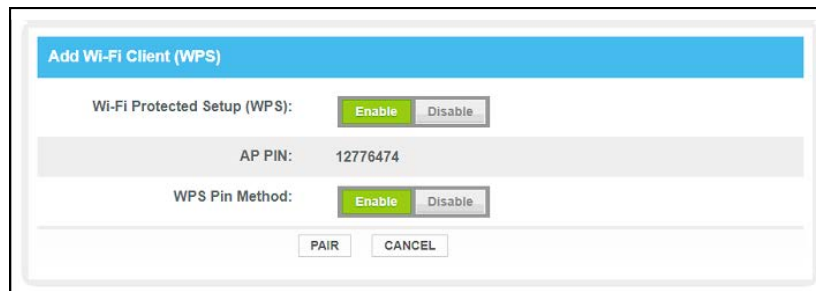 Add Wi-Fi Client (WPS)
Wi-Fi Protected Setup (WPS): Enable Disable
AP PIN: 12776474
WPS Pin Method: Enable Disable
PAIR CANCEL